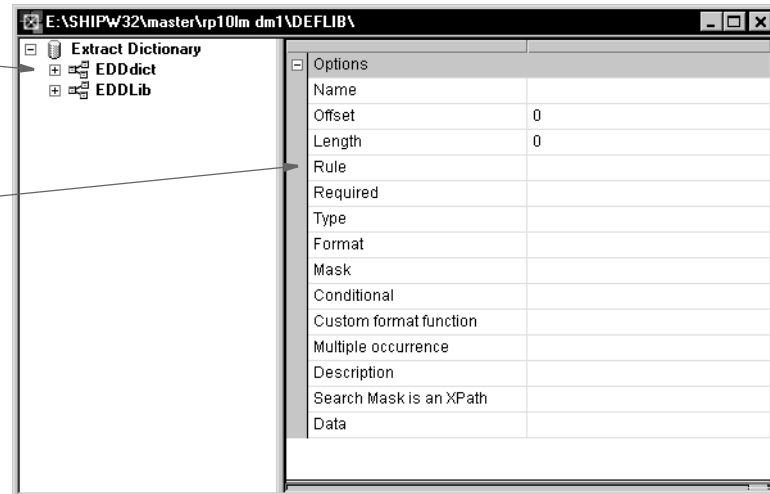 E:\SHIPW32\master\rp10lm dm1\DEFLIB\
Extract Dictionary
EDDdict
EDDLib
Options
Name
Offset 0
Length 0
Rule
Required
Type
Format
Mask
Conditional
Custom format function
Multiple occurrence
Description
Search Mask is an XPath
Data